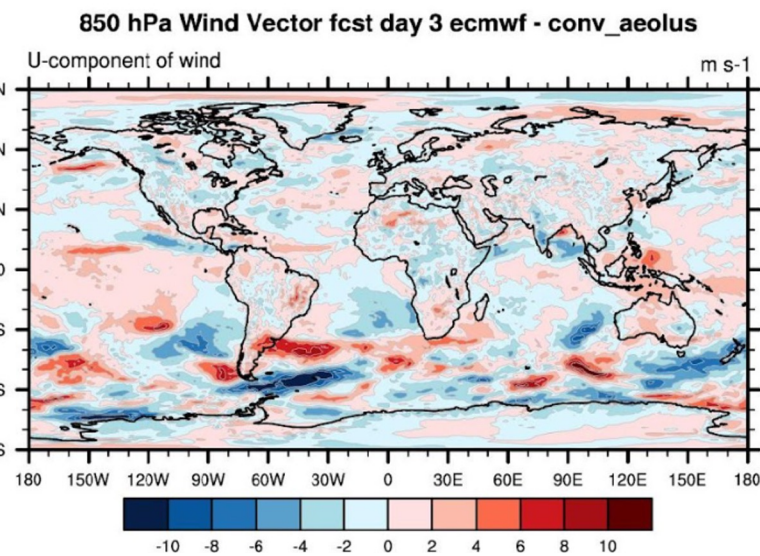 850 hPa Wind Vector fcst day 3 ecmwf - conv_aeolus
U-component of wind m s-1
N
N
N
0
S
S
S
180 150W 120W 90W 60W 30W 0 30E 60E 90E 120E 150E 180
-10 -8 -6 -4 -2 0 2 4 6 8 10